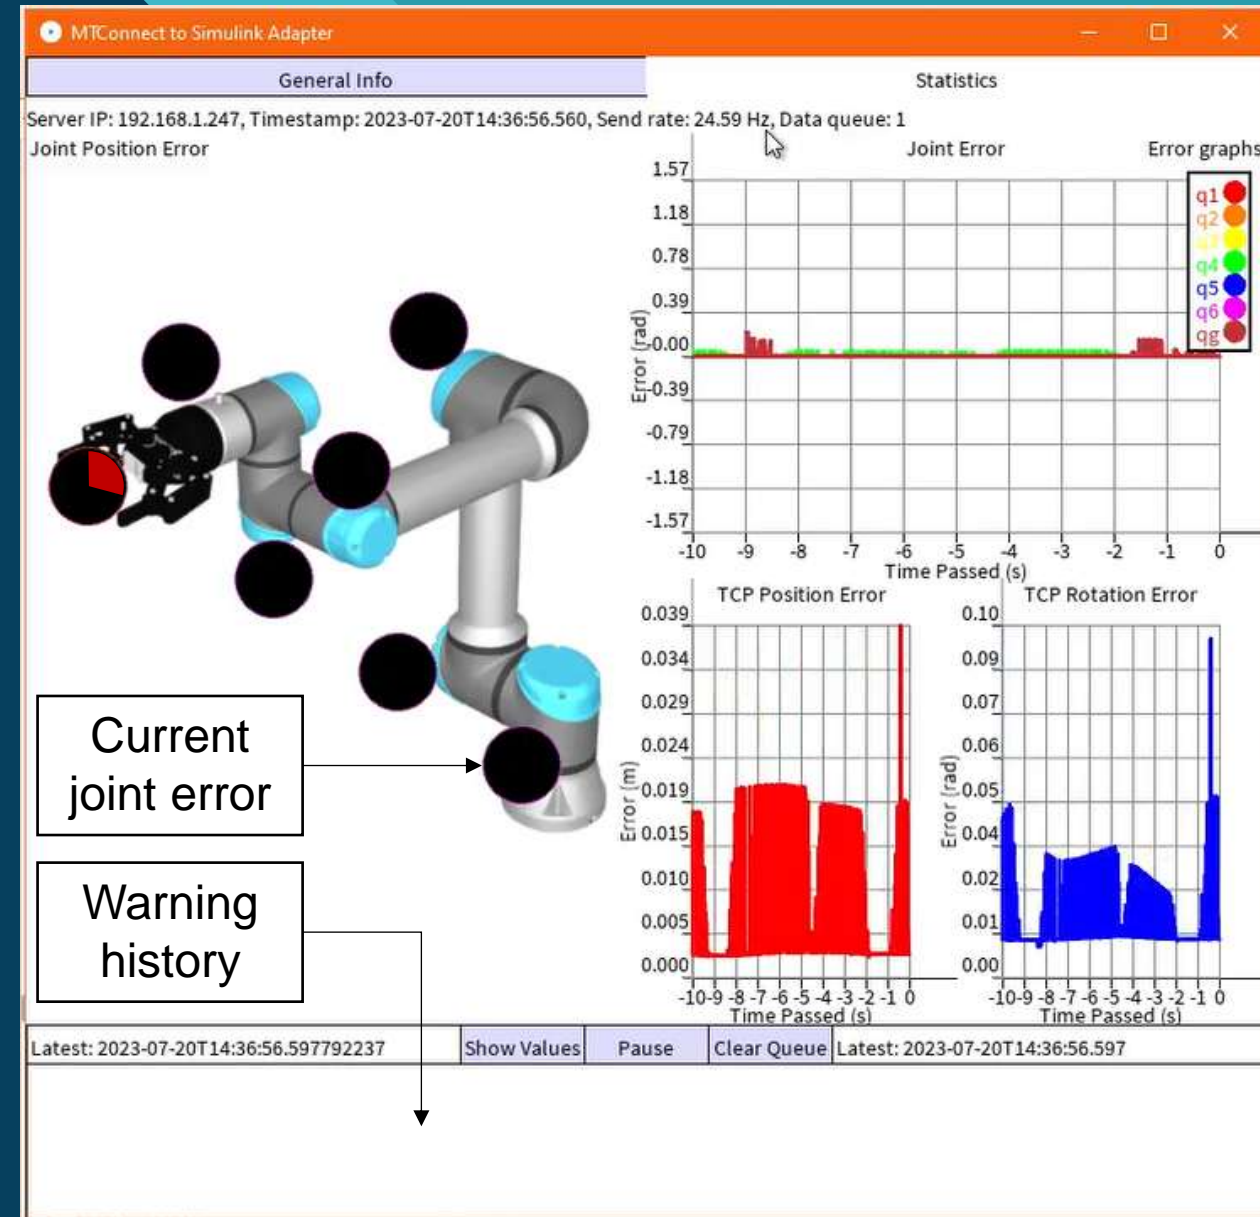 MTConnect to Simulink Adapter
General Info
Statistics
Server IP: 192.168.1.247, Timestamp: 2023-07-20T14:36:56.560, Send rate: 24.59 Hz, Data queue: 1
Joint Position Error
Joint Error
Error graphs
1.57
1.18
0.78
0.39
-0.00
-0.39
-0.79
-1.18
-1.57
Error (rad)
-10 -9 -8 -7 -6 -5 -4 -3 -2 -1 0
Time Passed (s)
q1
q2
q3
q4
q5
q6
qg
TCP Position Error
0.039
0.034
0.029
0.024
0.019
0.015
0.010
0.005
0.000
Error (m)
-10 -9 -8 -7 -6 -5 -4 -3 -2 -1 0
Time Passed (s)
TCP Rotation Error
0.10
0.09
0.07
0.06
0.05
0.04
0.02
0.01
0.00
Error (rad)
-10 -9 -8 -7 -6 -5 -4 -3 -2 -1 0
Time Passed (s)
Current
joint error
Warning
history
Latest: 2023-07-20T14:36:56.597792237
Show Values
Pause
Clear Queue
Latest: 2023-07-20T14:36:56.597